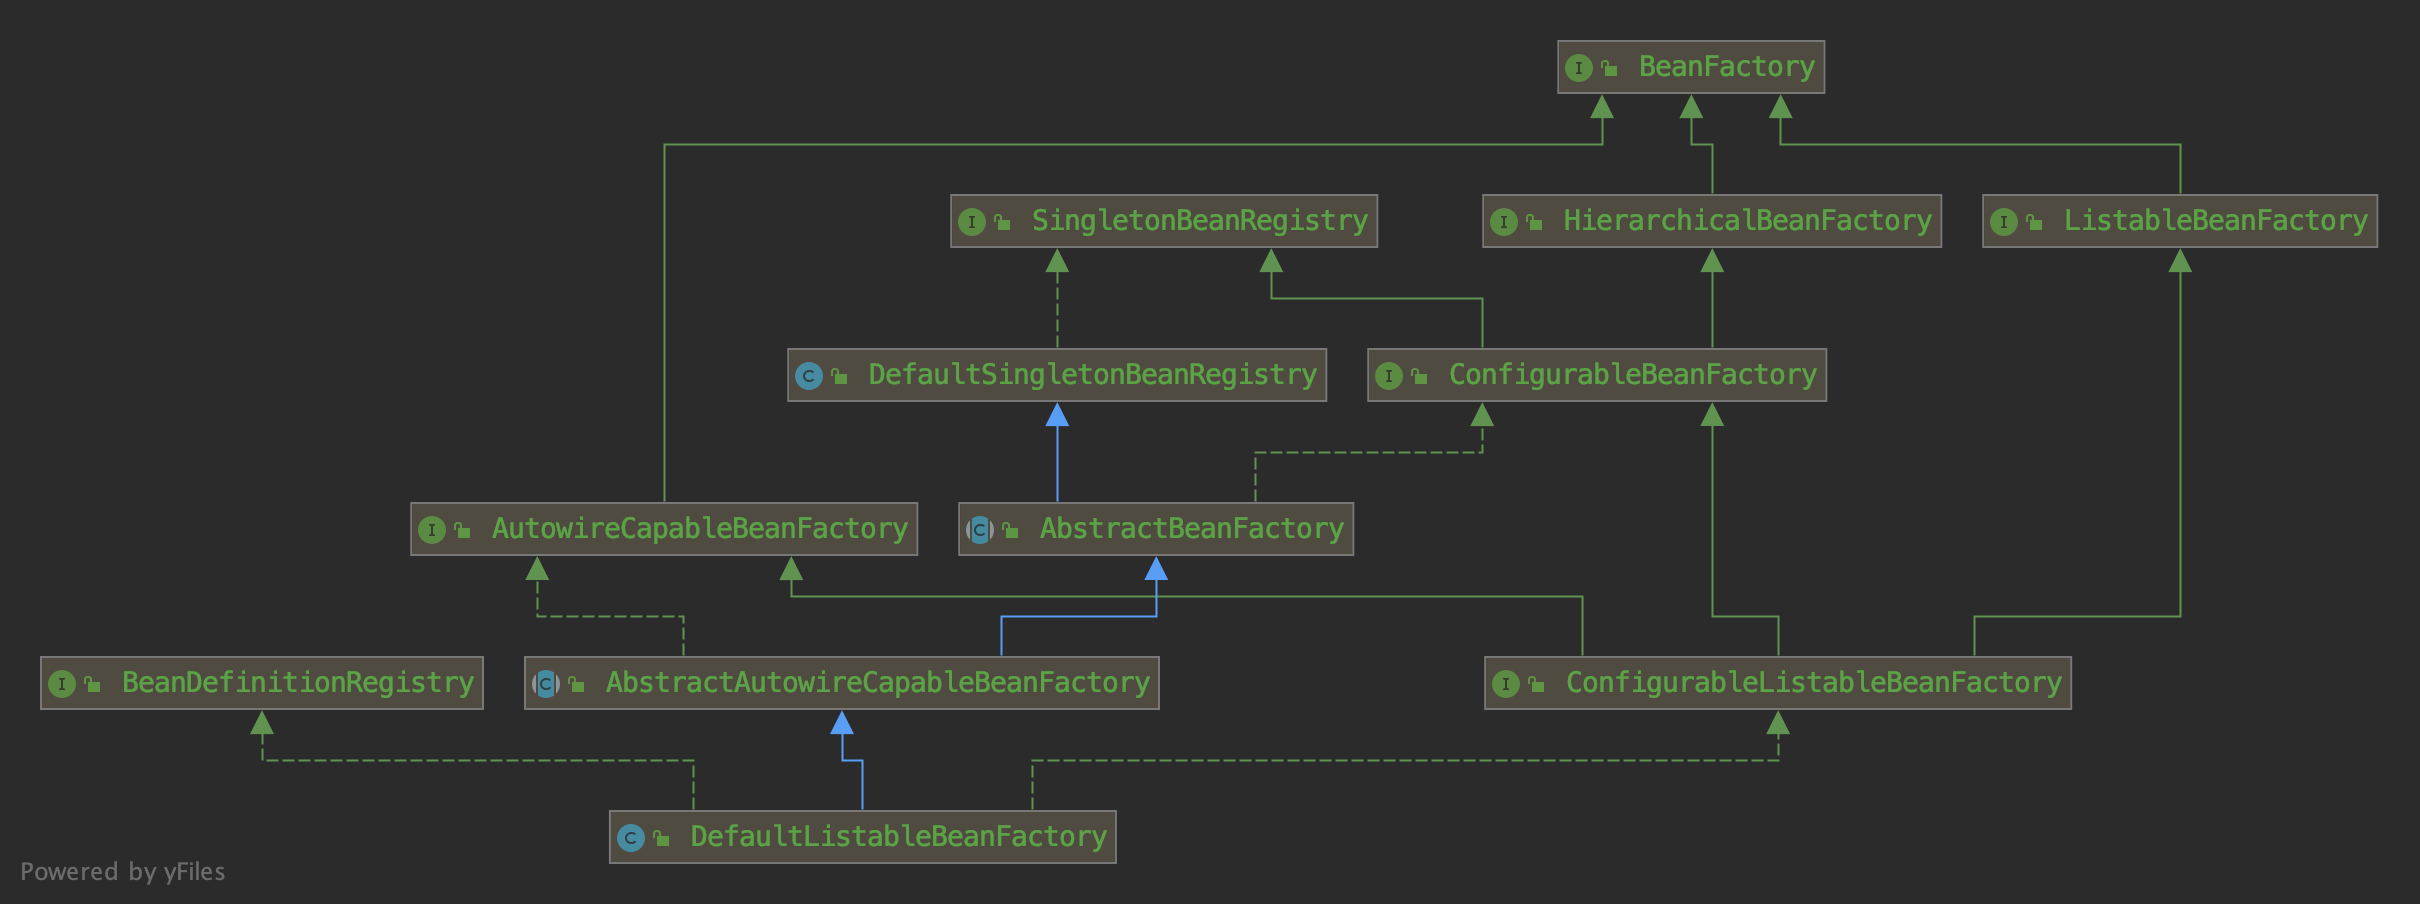 BeanFactory
SingletonBeanRegistry
HierarchicalBeanFactory
ListableBeanFactory
DefaultSingletonBeanRegistry
ConfigurableBeanFactory
AutowireCapableBeanFactory
AbstractBeanFactory
BeanDefinitionRegistry
AbstractAutowireCapableBeanFactory
ConfigurableListableBeanFactory
DefaultListableBeanFactory
Powered by yFiles